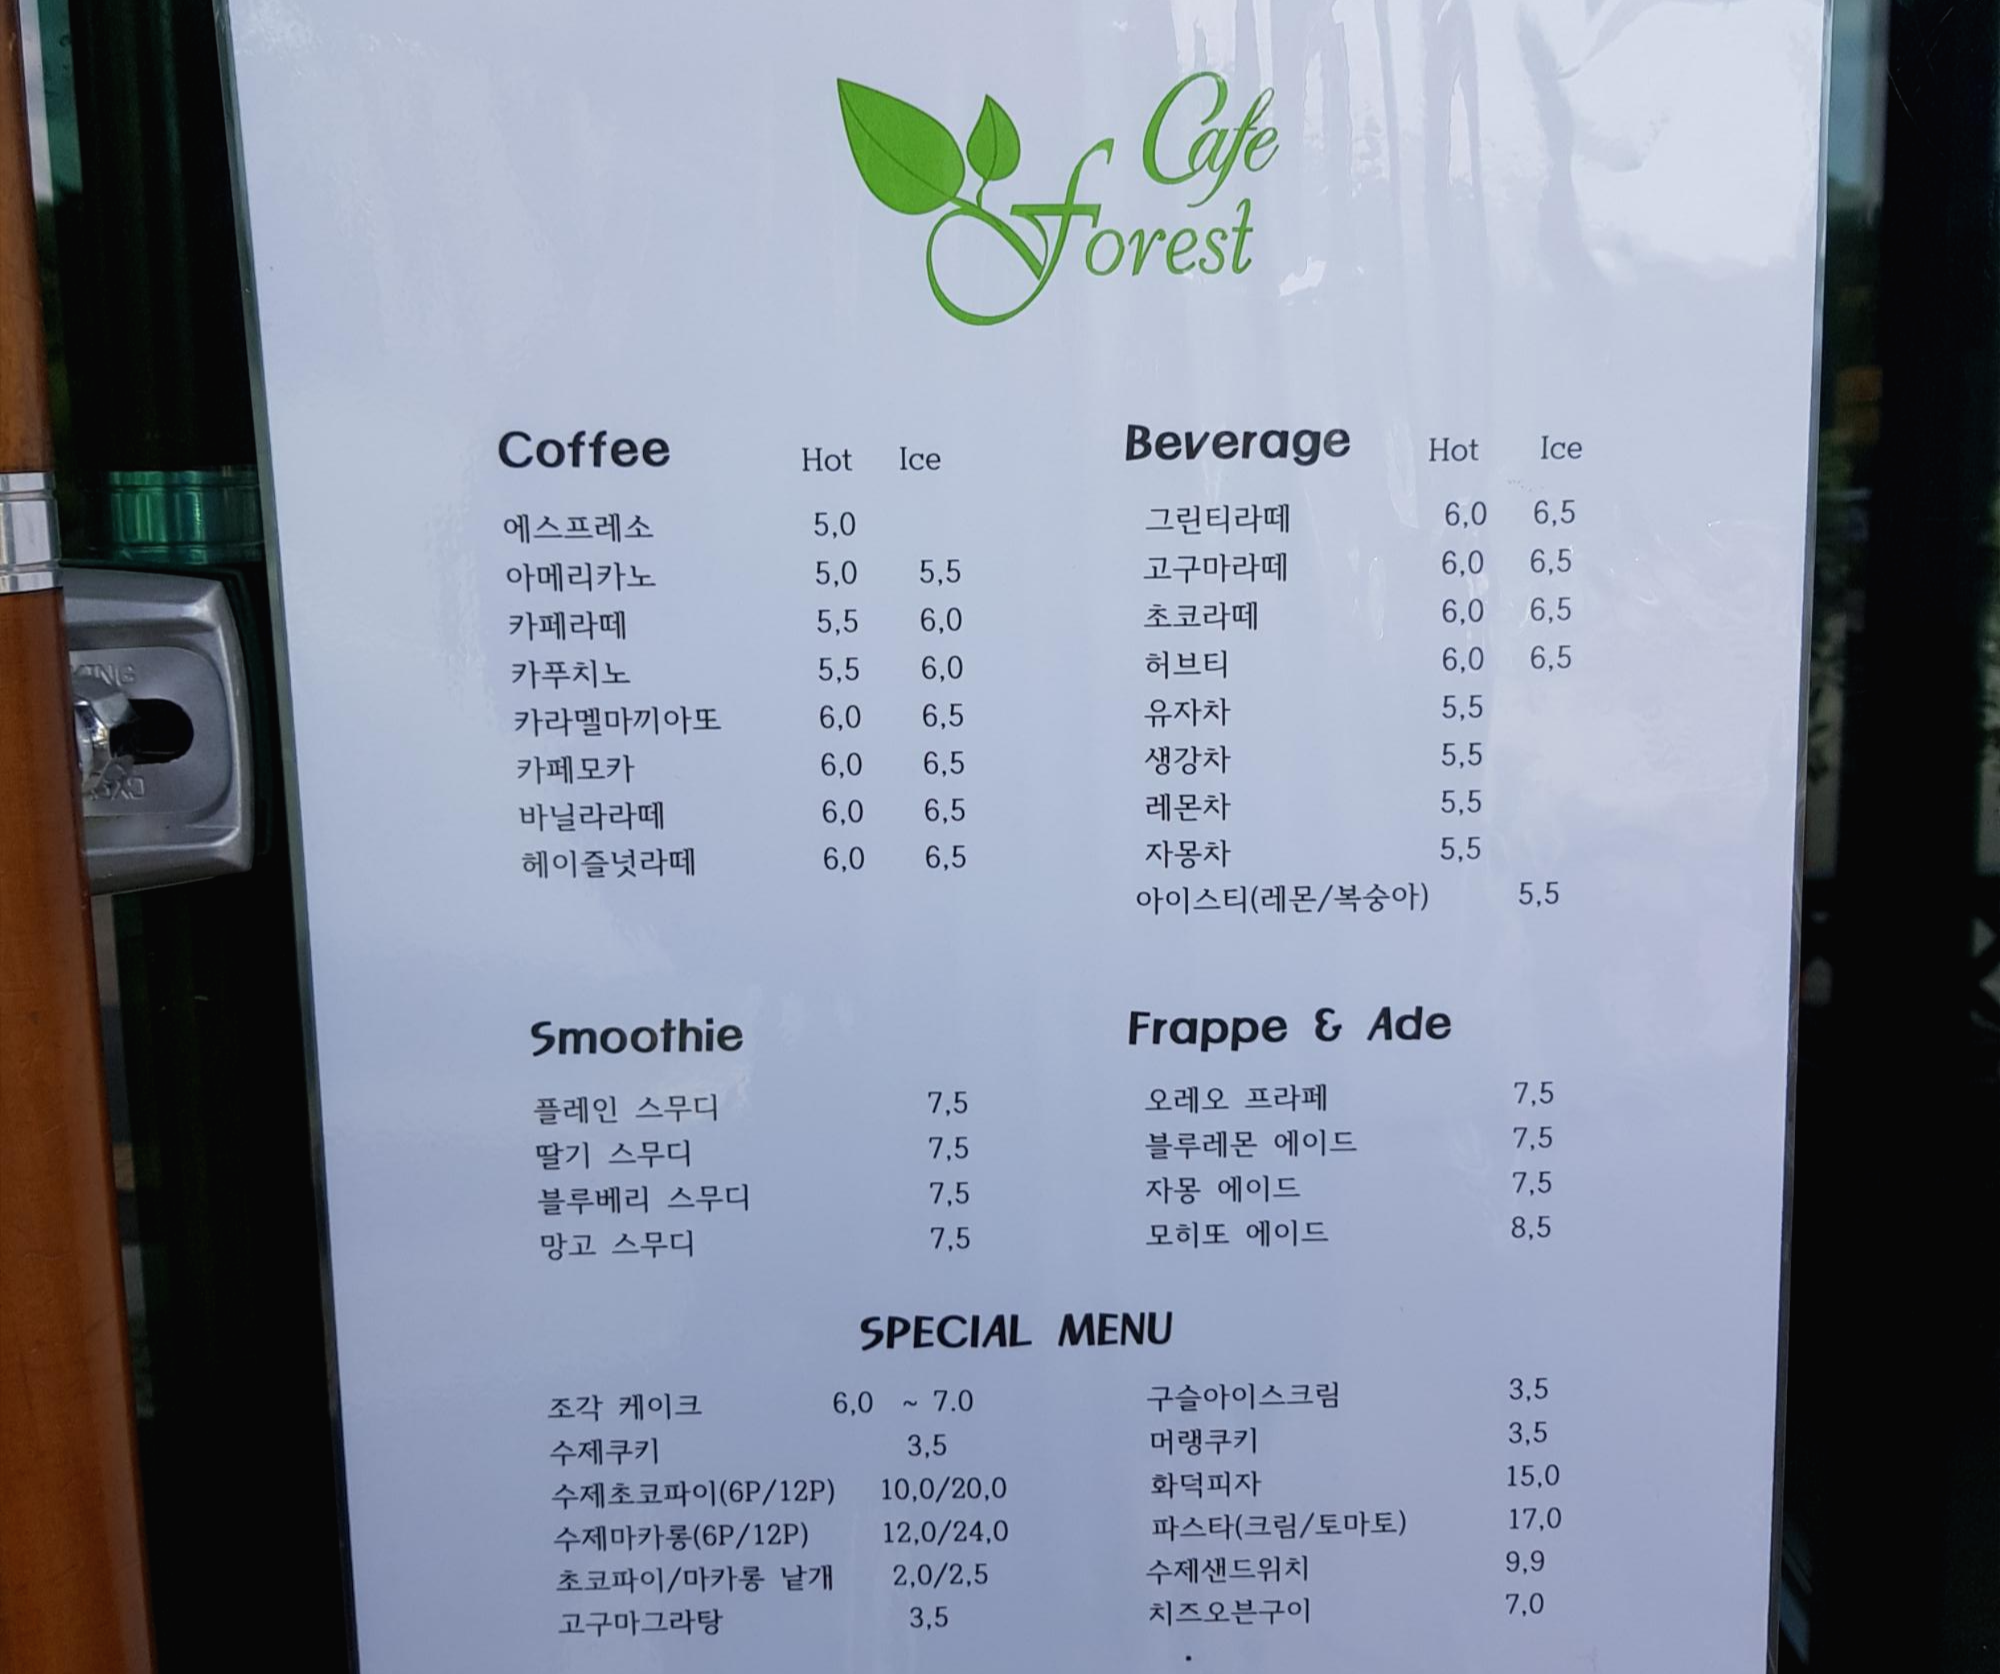 Cafe
forest
Coffee Hot Ice
에스프레소 5,0
아메리카노 5,0 5,5
카페라떼 5,5 6,0
카푸치노 5,5 6,0
카라멜마끼아또 6,0 6,5
카페모카 6,0 6,5
바닐라라떼 6,0 6,5
헤이즐넛라떼 6,0 6,5
Beverage Hot Ice
그린티라떼 6,0 6,5
고구마라떼 6,0 6,5
초코라떼 6,0 6,5
허브티 6,0 6,5
유자차 5,5
생강차 5,5
레몬차 5,5
자몽차 5,5
아이스티(레몬/복숭아) 5,5
Smoothie
플레인 스무디 7,5
딸기 스무디 7,5
블루베리 스무디 7,5
망고 스무디 7,5
Frappe & Ade
오레오 프라페 7,5
블루레몬 에이드 7,5
자몽 에이드 7,5
모히또 에이드 8,5
SPECIAL MENU
조각 케이크 6,0 ~ 7.0
수제쿠키 3,5
수제초코파이(6P/12P) 10,0/20,0
수제마카롱(6P/12P) 12,0/24,0
초코파이/마카롱 낱개 2,0/2,5
고구마그라탕 3,5
구슬아이스크림 3,5
머랭쿠키 3,5
화덕피자 15,0
파스타(크림/토마토) 17,0
수제샌드위치 9,9
치즈오븐구이 7,0